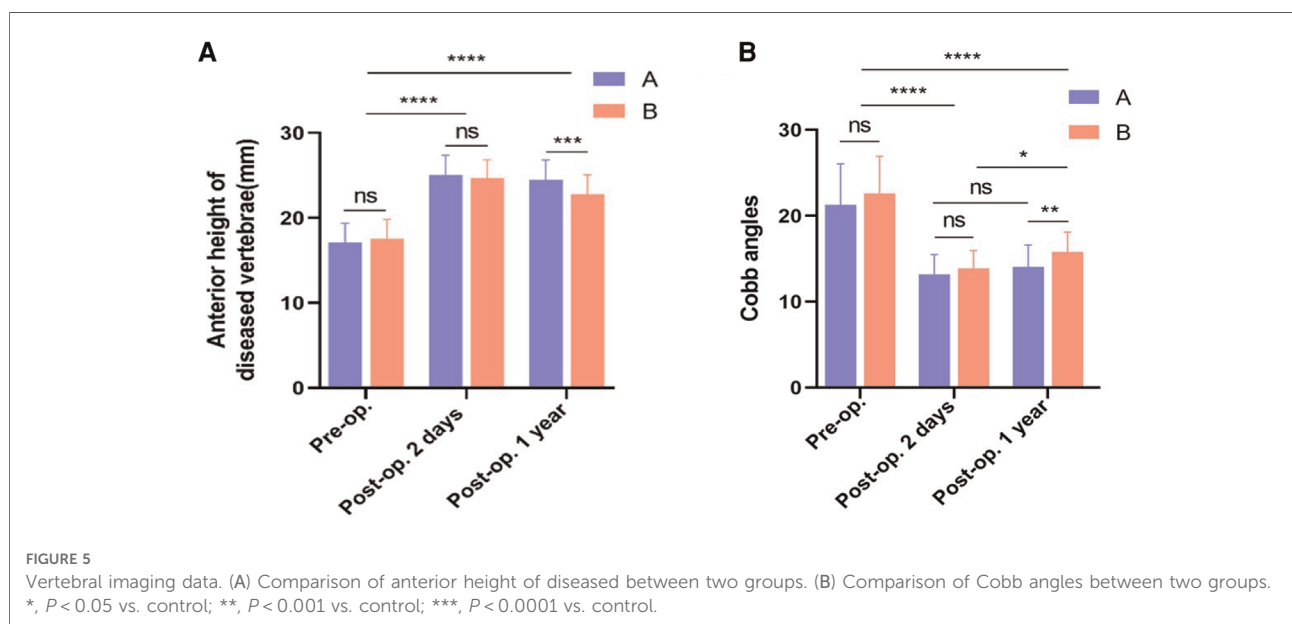 A
B
****
****
A
B
ns
***
ns
30
20
10
0
Anterior height of
diseased vertebrae(mm)
Pre-op.
Post-op. 2 days
Post-op. 1 year
****
****
A
B
ns
*
ns
**
ns
30
20
10
0
Cobb angles
Pre-op.
Post-op. 2 days
Post-op. 1 year
FIGURE 5
Vertebral imaging data. (A) Comparison of anterior height of diseased between two groups. (B) Comparison of Cobb angles between two groups.
*, P < 0.05 vs. control; **, P < 0.001 vs. control; ***, P < 0.0001 vs. control.